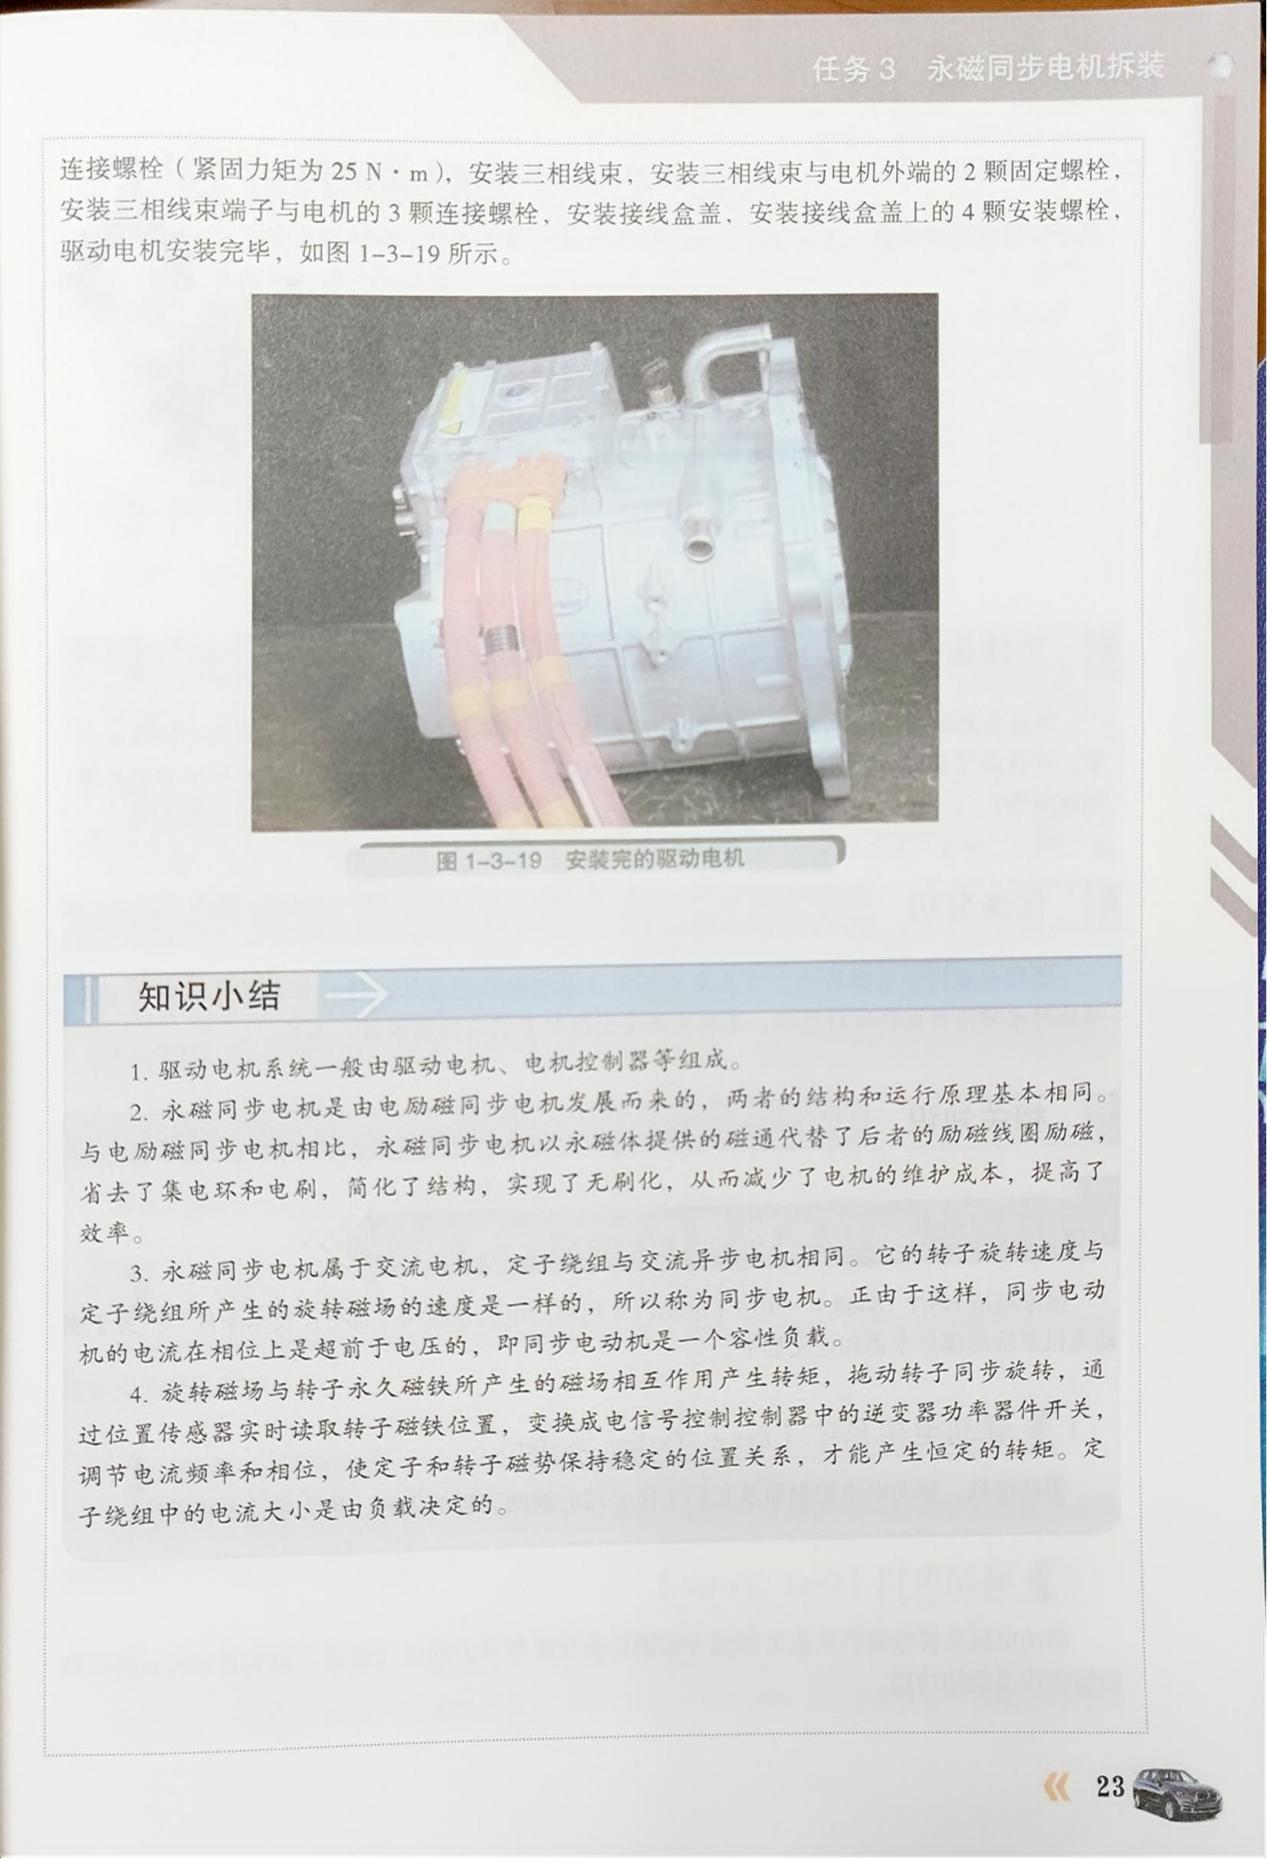 任务3 永磁同步电机拆装
连接螺栓（紧固力矩为 25 N·m），安装三相线束，安装三相线束与电机外端的 2 颗固定螺栓，
安装三相线束端子与电机的 3 颗连接螺栓，安装接线盒盖，安装接线盒盖上的 4 颗安装螺栓，
驱动电机安装完毕，如图 1-3-19 所示。
图 1-3-19 安装完的驱动电机
知识小结
1. 驱动电机系统一般由驱动电机、电机控制器等组成。
2. 永磁同步电机是由电励磁同步电机发展而来的，两者的结构和运行原理基本相同。
与电励磁同步电机相比，永磁同步电机以永磁体提供的磁通代替了后者的励磁线圈励磁，
省去了集电环和电刷，简化了结构，实现了无刷化，从而减少了电机的维护成本，提高了
效率。
3. 永磁同步电机属于交流电机，定子绕组与交流异步电机相同。它的转子旋转速度与
定子绕组所产生的旋转磁场的速度是一样的，所以称为同步电机。正由于这样，同步电动
机的电流在相位上是超前于电压的，即同步电动机是一个容性负载。
4. 旋转磁场与转子永久磁铁所产生的磁场相互作用产生转矩，拖动转子同步旋转，通
过位置传感器实时读取转子磁铁位置，变换成电信号控制控制器中的逆变器功率器件开关，
调节电流频率和相位，使定子和转子磁势保持稳定的位置关系，才能产生恒定的转矩。定
子绕组中的电流大小是由负载决定的。
23